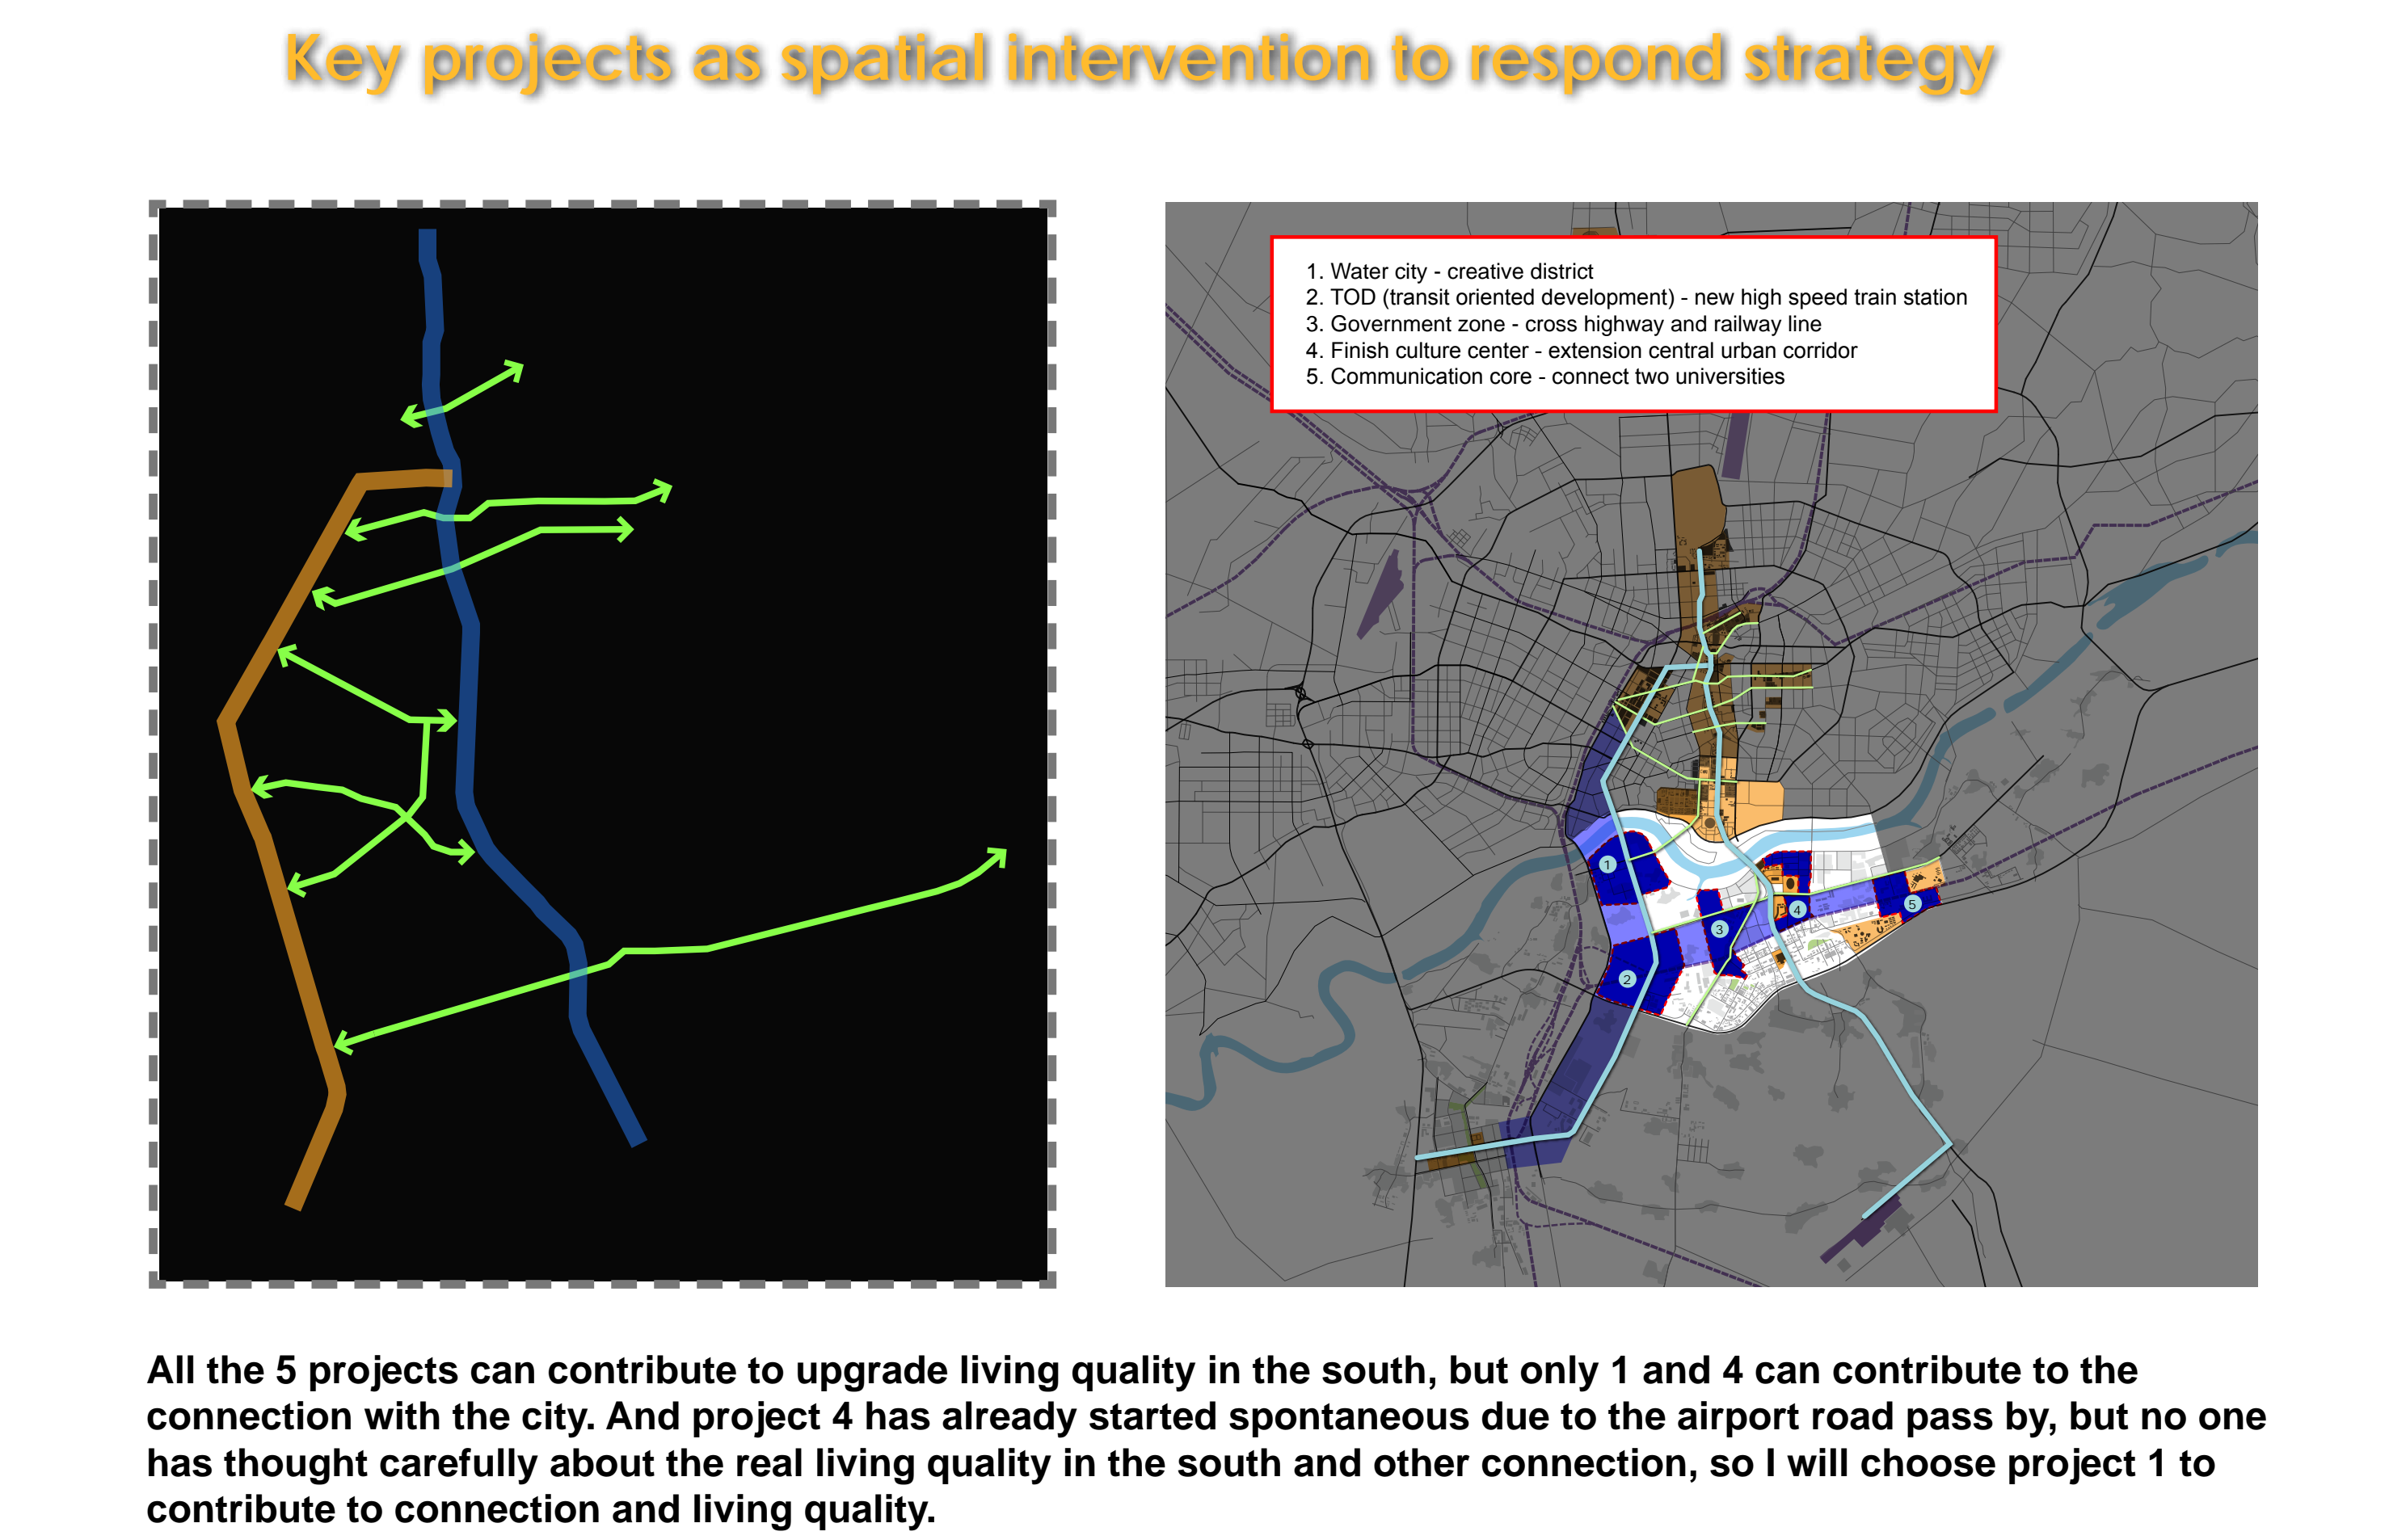 Key projects as spatial intervention to respond strategy
1. Water city - creative district
2. TOD (transit oriented development) - new high speed train station
3. Government zone - cross highway and railway line
4. Finish culture center - extension central urban corridor
5. Communication core - connect two universities
1
4
5
3
2
All the 5 projects can contribute to upgrade living quality in the south, but only 1 and 4 can contribute to the
connection with the city. And project 4 has already started spontaneous due to the airport road pass by, but no one
has thought carefully about the real living quality in the south and other connection, so I will choose project 1 to
contribute to connection and living quality.